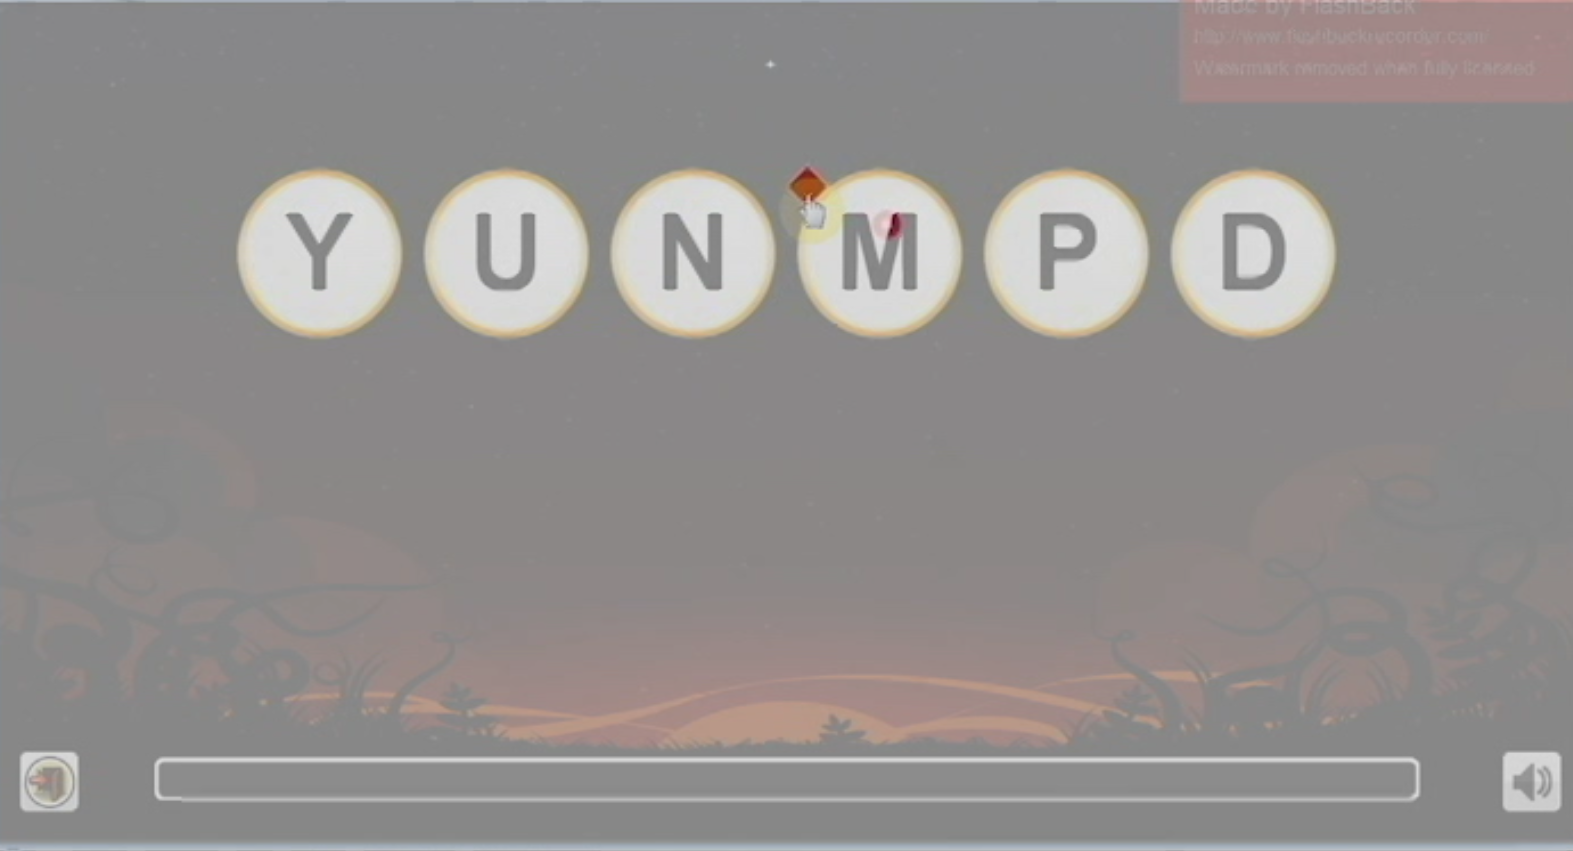 Made by FlashBack
http://www.flashbackrecorder.com/
Watermark removed when fully licensed
Y U N M P D